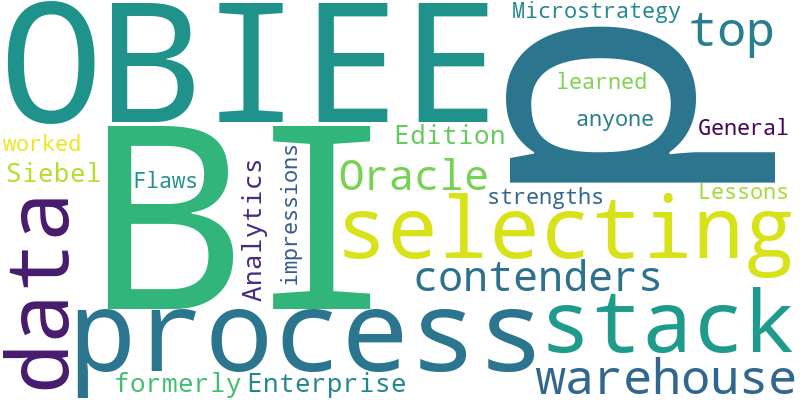 OBIEE
p
Microstrategy
top
learned
anyone
General
worked
BI
Edition
Siebel
Flaws
Analytics
impressions
Oracle
strengths
Lessons
data
selecting
contenders
process
stack
formerly
Enterprise
warehouse